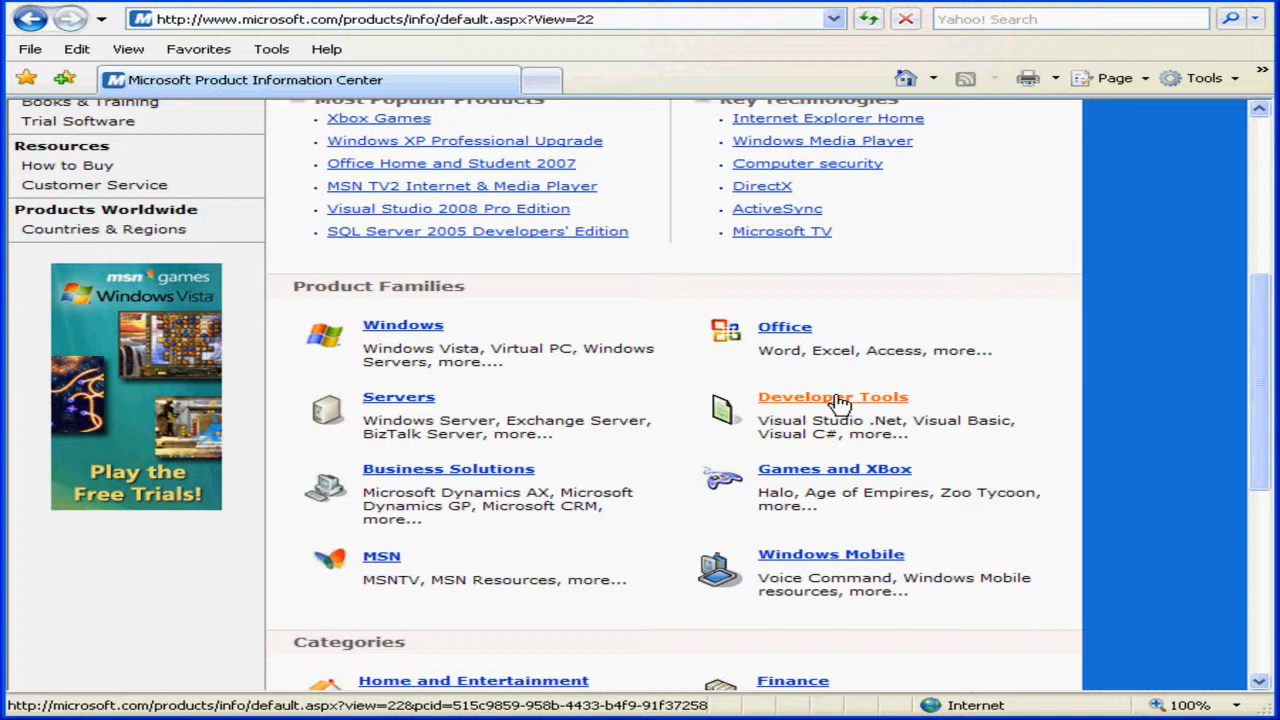 http://www.microsoft.com/products/info/default.aspx?View=22
Yahoo! Search
File Edit View Favorites Tools Help
Microsoft Product Information Center
Page Tools
Books & Training
Trial Software
Resources
How to Buy
Customer Service
Products Worldwide
Countries & Regions
msn games
Windows Vista
Play the
Free Trials!
Most Popular Products
Xbox Games
Windows XP Professional Upgrade
Office Home and Student 2007
MSN TV2 Internet & Media Player
Visual Studio 2008 Pro Edition
SQL Server 2005 Developers' Edition
Key Technologies
Internet Explorer Home
Windows Media Player
Computer security
DirectX
ActiveSync
Microsoft TV
Product Families
Windows
Windows Vista, Virtual PC, Windows
Servers, more....
Office
Word, Excel, Access, more...
Servers
Windows Server, Exchange Server,
BizTalk Server, more...
Developer Tools
Visual Studio .Net, Visual Basic,
Visual C#, more...
Business Solutions
Microsoft Dynamics AX, Microsoft
Dynamics GP, Microsoft CRM,
more...
Games and XBox
Halo, Age of Empires, Zoo Tycoon,
more...
MSN
MSNTV, MSN Resources, more...
Windows Mobile
Voice Command, Windows Mobile
resources, more...
Categories
Home and Entertainment
Finance
http://microsoft.com/products/info/default.aspx?view=22&pcid=515c9859-958b-4433-b4f9-91f37258
Internet
100%